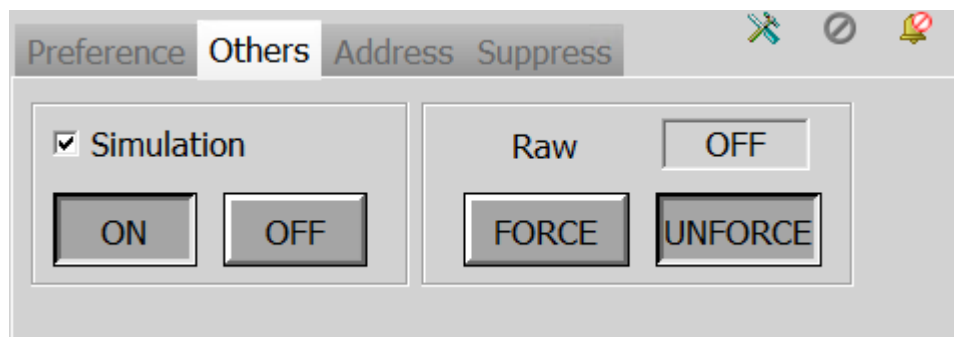 Preference Others Address Suppress
Simulation
Raw OFF
ON OFF
FORCE UNFORCE